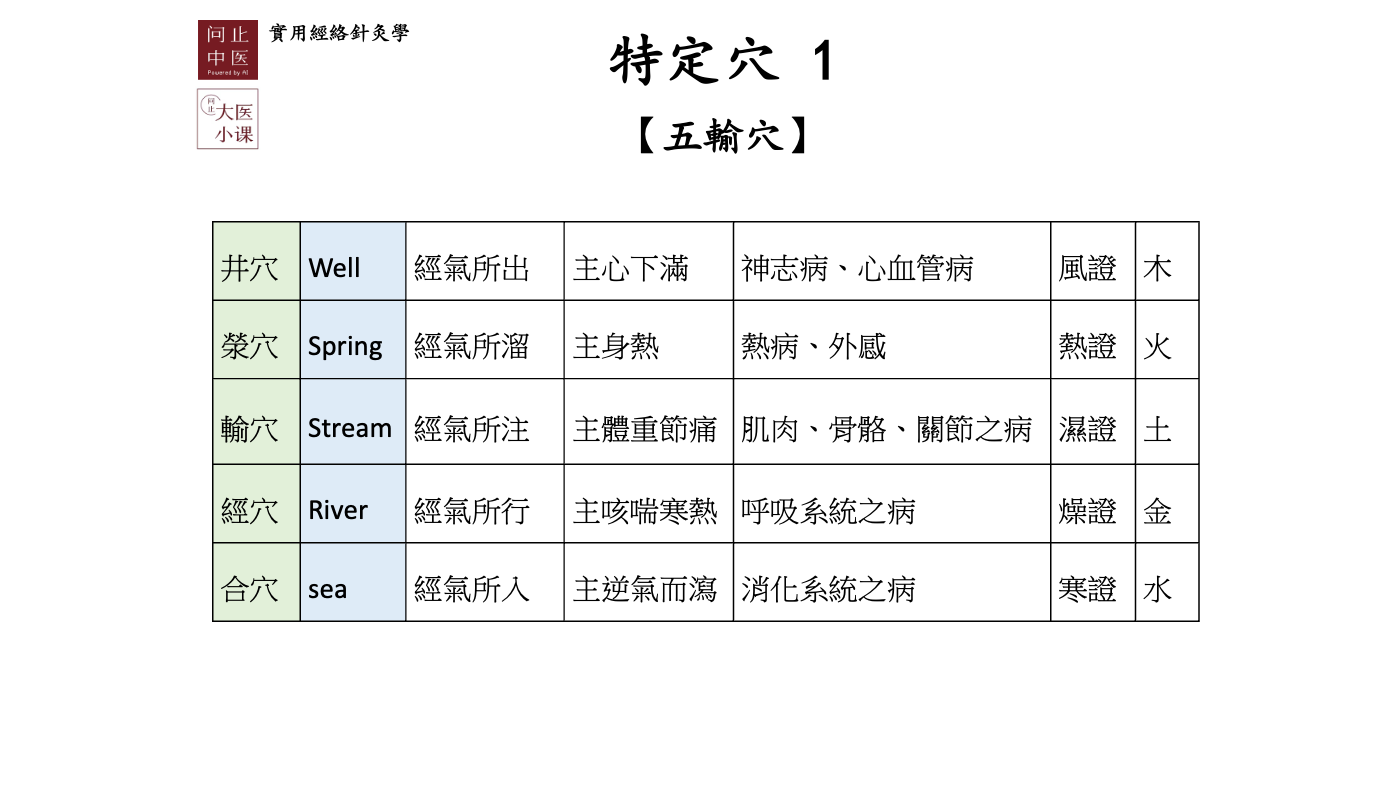 问止
中医
Powered by AI
實用經絡針灸學
问止
大医
小课
特定穴 1
【五輸穴】
井穴 Well 經氣所出 主心下滿 神志病、心血管病 風證 木
滎穴 Spring 經氣所溜 主身熱 熱病、外感 熱證 火
輸穴 Stream 經氣所注 主體重節痛 肌肉、骨骼、關節之病 濕證 土
經穴 River 經氣所行 主咳喘寒熱 呼吸系統之病 燥證 金
合穴 sea 經氣所入 主逆氣而瀉 消化系統之病 寒證 水